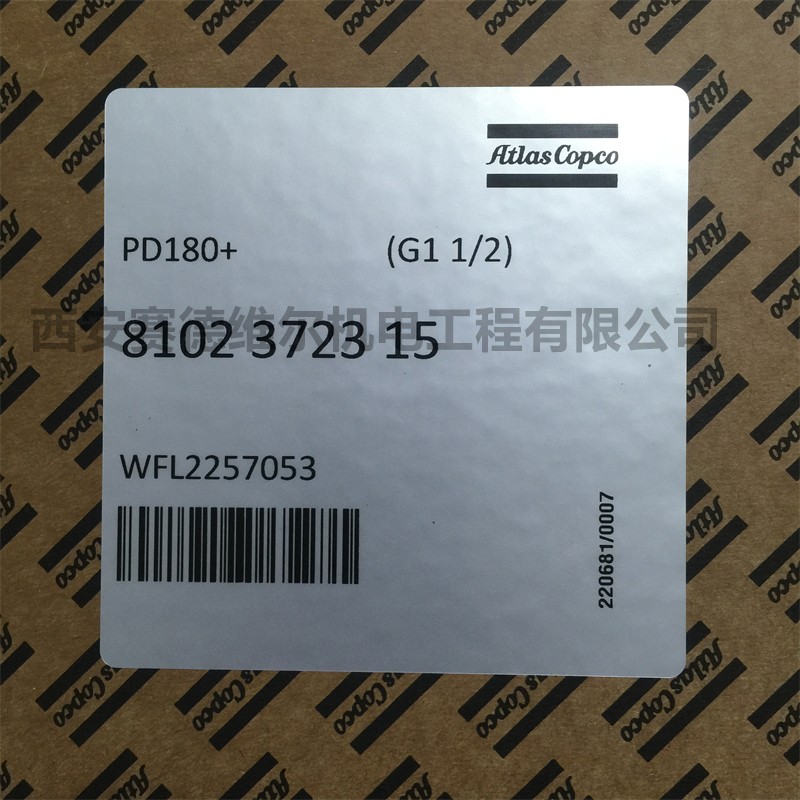 Atlas Copco
PD180+ (G1 1/2)
西安赛德维尔机电工程有限公司
8102 3723 15
WFL2257053
220681/0007